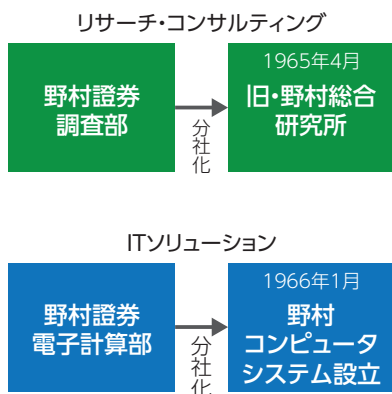 リサーチ・コンサルティング
野村證券
調査部
分社化
1965年4月
旧・野村総合
研究所
ITソリューション
野村證券
電子計算部
分社化
1966年1月
野村
コンピュータ
システム設立